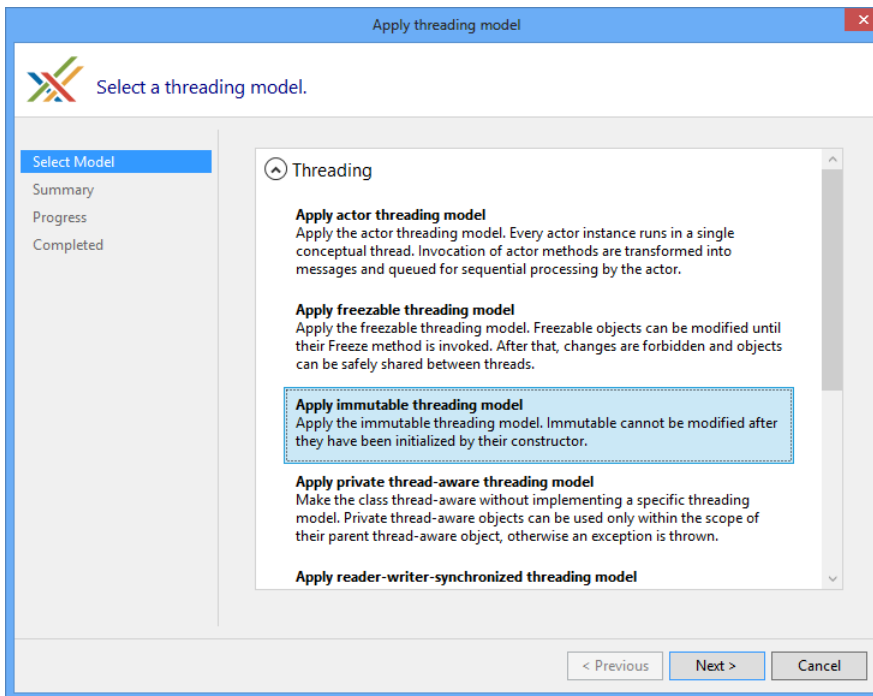 Apply threading model
Select a threading model.
Select Model
Summary
Progress
Completed
Threading
Apply actor threading model
Apply the actor threading model. Every actor instance runs in a single
conceptual thread. Invocation of actor methods are transformed into
messages and queued for sequential processing by the actor.
Apply freezable threading model
Apply the freezable threading model. Freezable objects can be modified until
their Freeze method is invoked. After that, changes are forbidden and objects
can be safely shared between threads.
Apply immutable threading model
Apply the immutable threading model. Immutable cannot be modified after
they have been initialized by their constructor.
Apply private thread-aware threading model
Make the class thread-aware without implementing a specific threading
model. Private thread-aware objects can be used only within the scope of
their parent thread-aware object, otherwise an exception is thrown.
Apply reader-writer-synchronized threading model
< Previous
Next >
Cancel